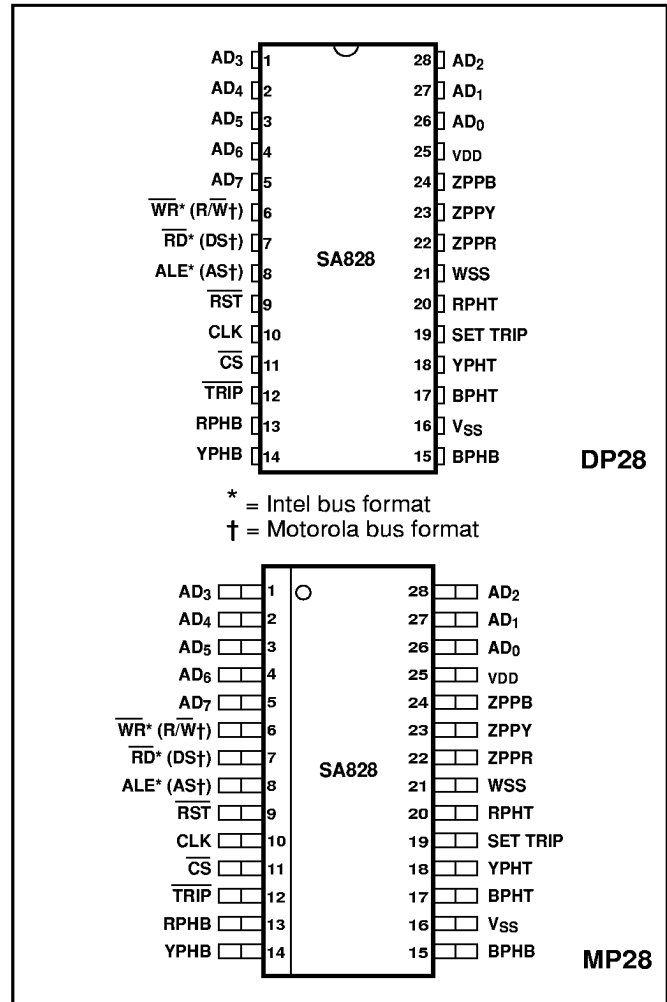 AD3 1 28 AD2
AD4 2 27 AD1
AD5 3 26 AD0
AD6 4 25 VDD
AD7 5 24 ZPPB
WR* (R/W†) 6 23 ZPPY
RD* (DS†) 7 22 ZPPR
SA828
ALE* (AS†) 8 21 WSS
RST 9 20 RPHT
CLK 10 19 SET TRIP
CS 11 18 YPHT
TRIP 12 17 BPHT
RPHB 13 16 VSS
YPHB 14 15 BPHB
DP28
* = Intel bus format
† = Motorola bus format
AD3 1 28 AD2
AD4 2 27 AD1
AD5 3 26 AD0
AD6 4 25 VDD
AD7 5 24 ZPPB
WR* (R/W†) 6 23 ZPPY
RD* (DS†) 7 22 ZPPR
SA828
ALE* (AS†) 8 21 WSS
RST 9 20 RPHT
CLK 10 19 SET TRIP
CS 11 18 YPHT
TRIP 12 17 BPHT
RPHB 13 16 VSS
YPHB 14 15 BPHB
MP28